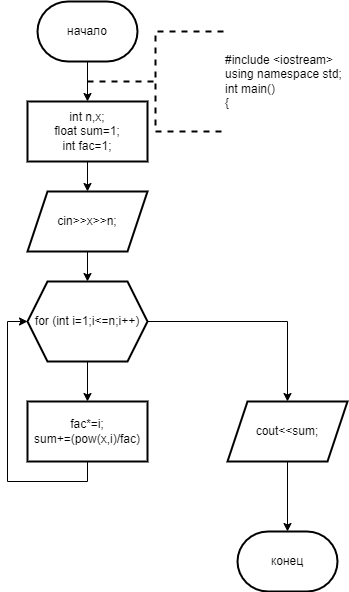 начало
#include <iostream>
using namespace std;
int main()
{
int n,x;
float sum=1;
int fac=1;
cin>>x>>n;
for (int i=1;i<=n;i++)
fac*=i;
sum+=(pow(x,i)/fac)
cout<<sum;
конец